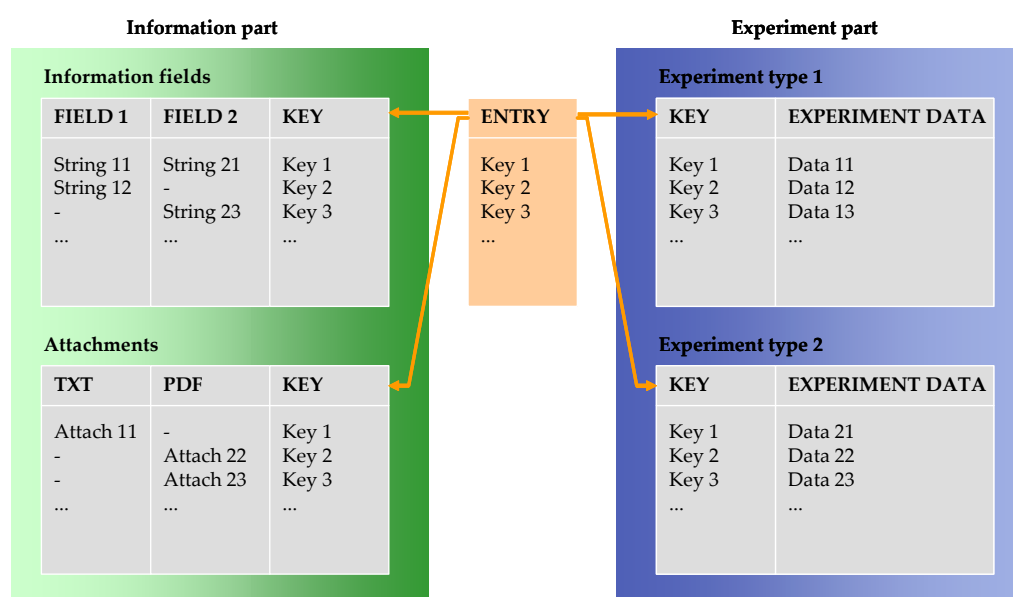 Information part
Information fields
FIELD 1 FIELD 2 KEY
String 11 String 21 Key 1
String 12 - Key 2
- String 23 Key 3
... ... ...
Attachments
TXT PDF KEY
Attach 11 - Key 1
- Attach 22 Key 2
- Attach 23 Key 3
... ... ...
ENTRY
Key 1
Key 2
Key 3
...
Experiment part
Experiment type 1
KEY EXPERIMENT DATA
Key 1 Data 11
Key 2 Data 12
Key 3 Data 13
... ...
Experiment type 2
KEY EXPERIMENT DATA
Key 1 Data 21
Key 2 Data 22
Key 3 Data 23
... ...